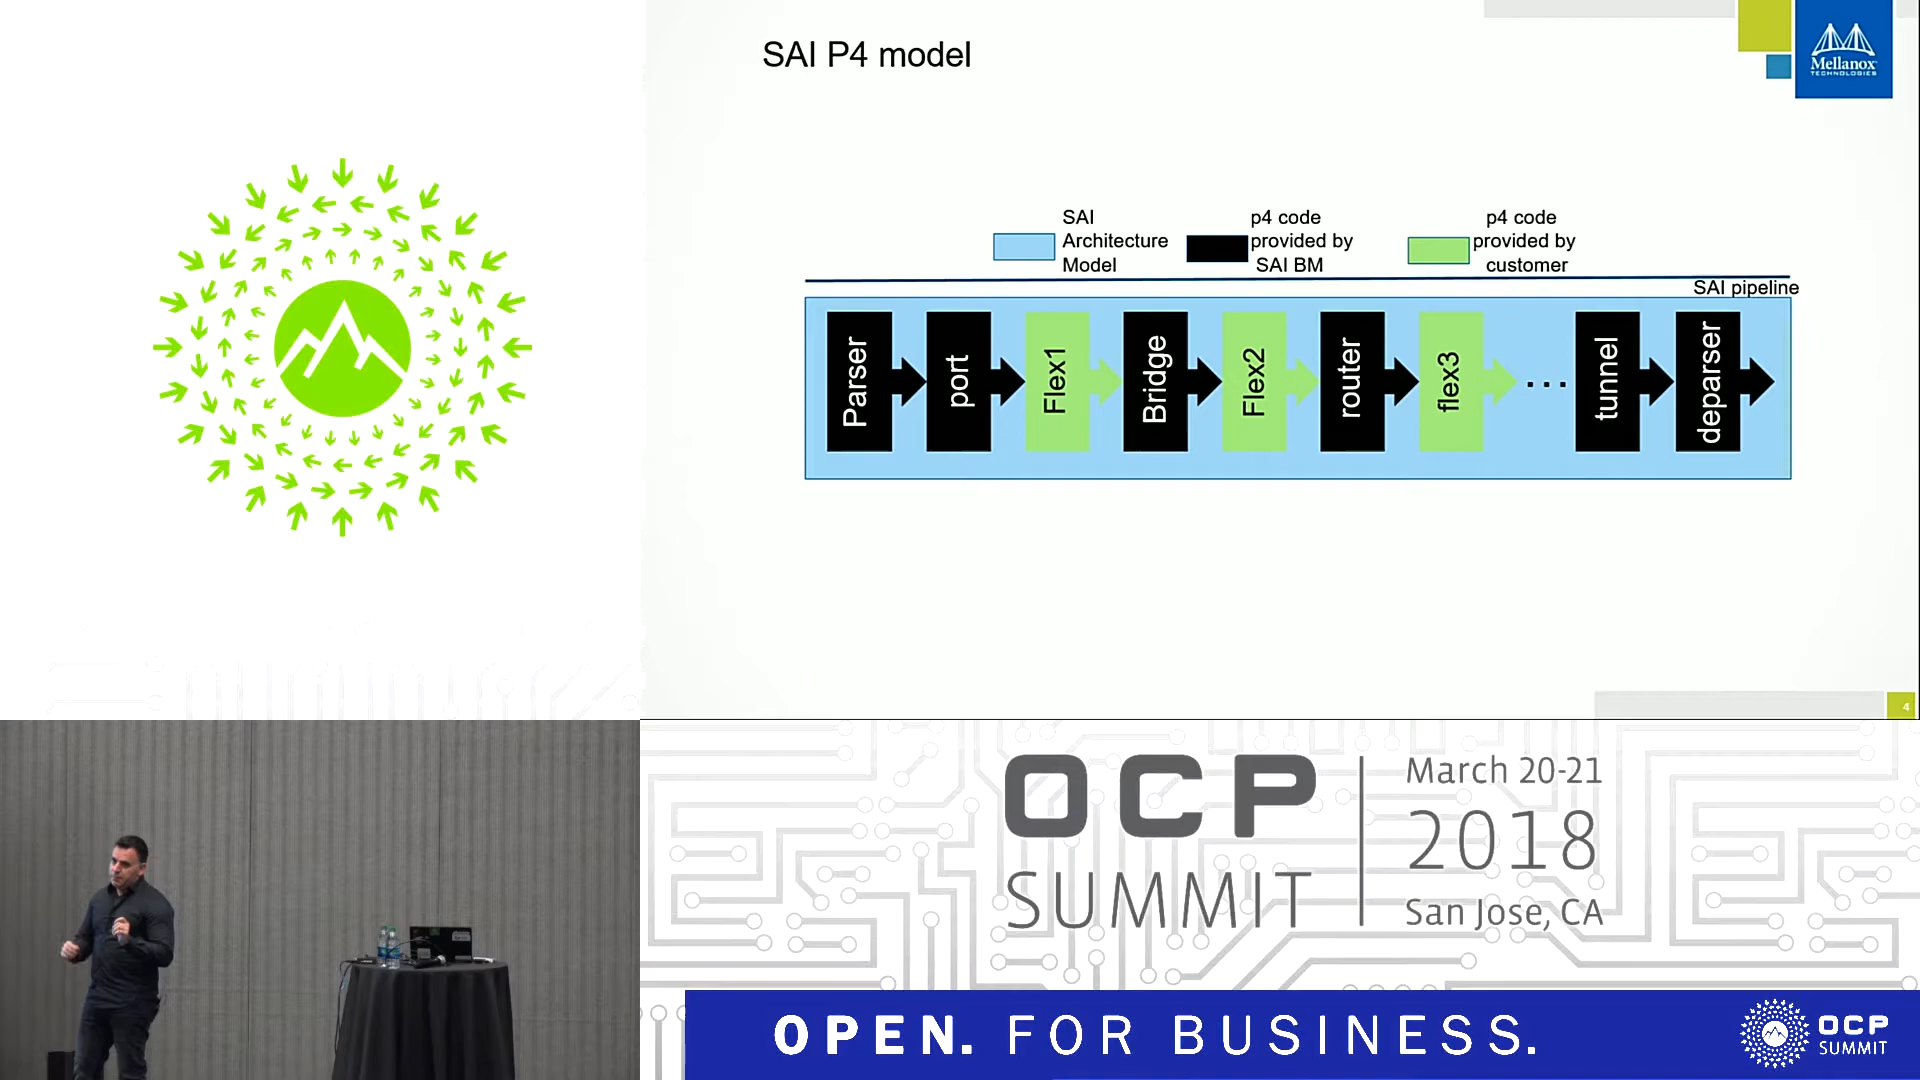 SAI P4 model
Mellanox
TECHNOLOGIES
SAI
Architecture
Model
p4 code
provided by
SAI BM
p4 code
provided by
customer
SAI pipeline
Parser
port
Flex1
Bridge
Flex2
router
flex3
...
tunnel
deparser
4
OCP
SUMMIT
March 20-21
2018
San Jose, CA
OPEN. FOR BUSINESS.
OCP
SUMMIT